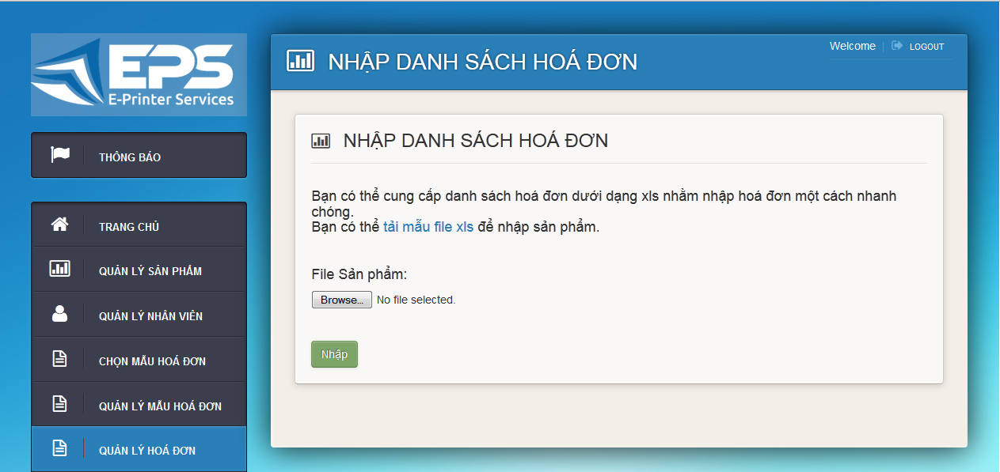 EPS
E-Printer Services
THÔNG BÁO
TRANG CHỦ
QUẢN LÝ SẢN PHẨM
QUẢN LÝ NHÂN VIÊN
CHỌN MẪU HOÁ ĐƠN
QUẢN LÝ MẪU HOÁ ĐƠN
QUẢN LÝ HOÁ ĐƠN
NHẬP DANH SÁCH HOÁ ĐƠN
Welcome
LOGOUT
NHẬP DANH SÁCH HOÁ ĐƠN
Bạn có thể cung cấp danh sách hoá đơn dưới dạng xls nhằm nhập hoá đơn một cách nhanh
chóng.
Bạn có thể tải mẫu file xls để nhập sản phẩm.
File Sản phẩm:
Browse... No file selected.
Nhập